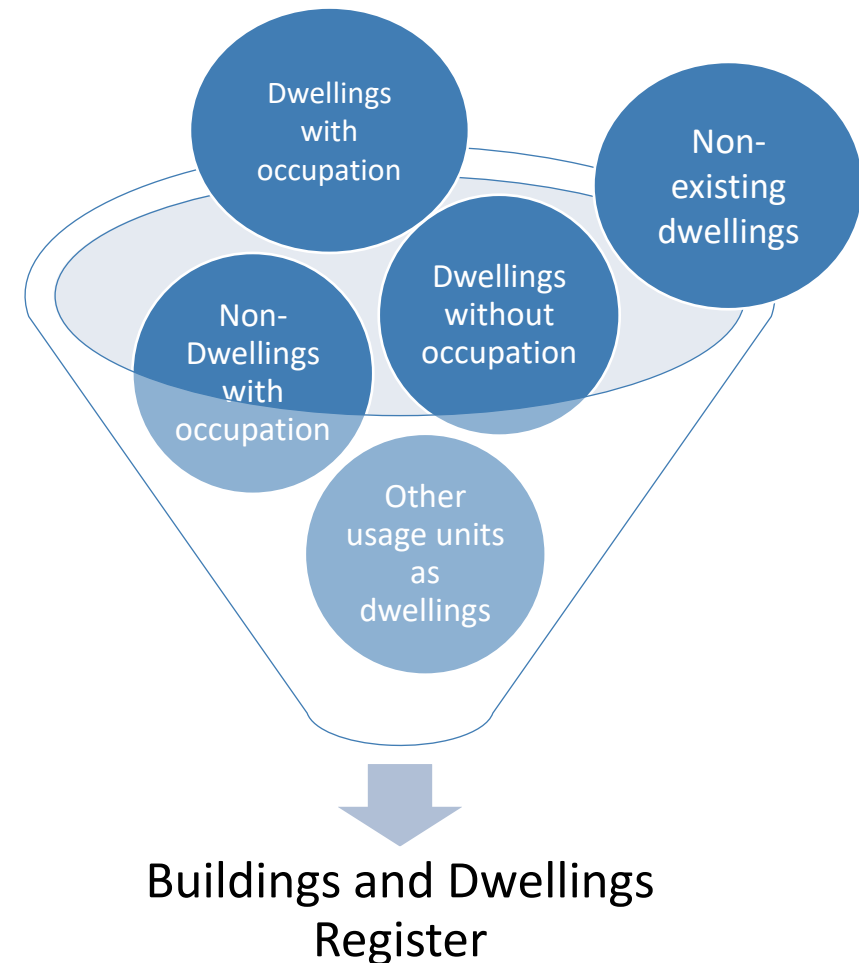 Dwellings
with
occupation
Non-
existing
dwellings
Dwellings
without
occupation
Non-
Dwellings
with
occupation
Other
usage units
as
dwellings
Buildings and Dwellings
Register